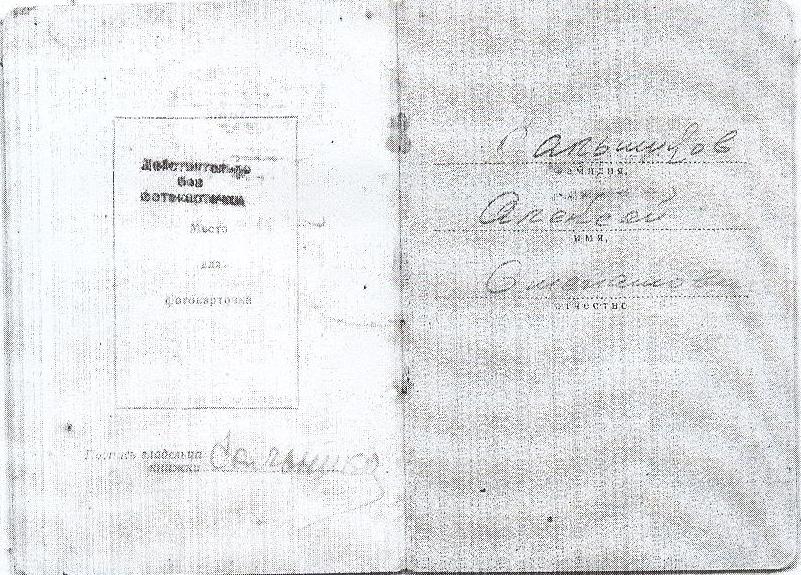 Действительно
без
фотокарточки
Место
для
фотокарточки
Подпись владельца
книжки
фамилия.
Алексей
имя.
отчество